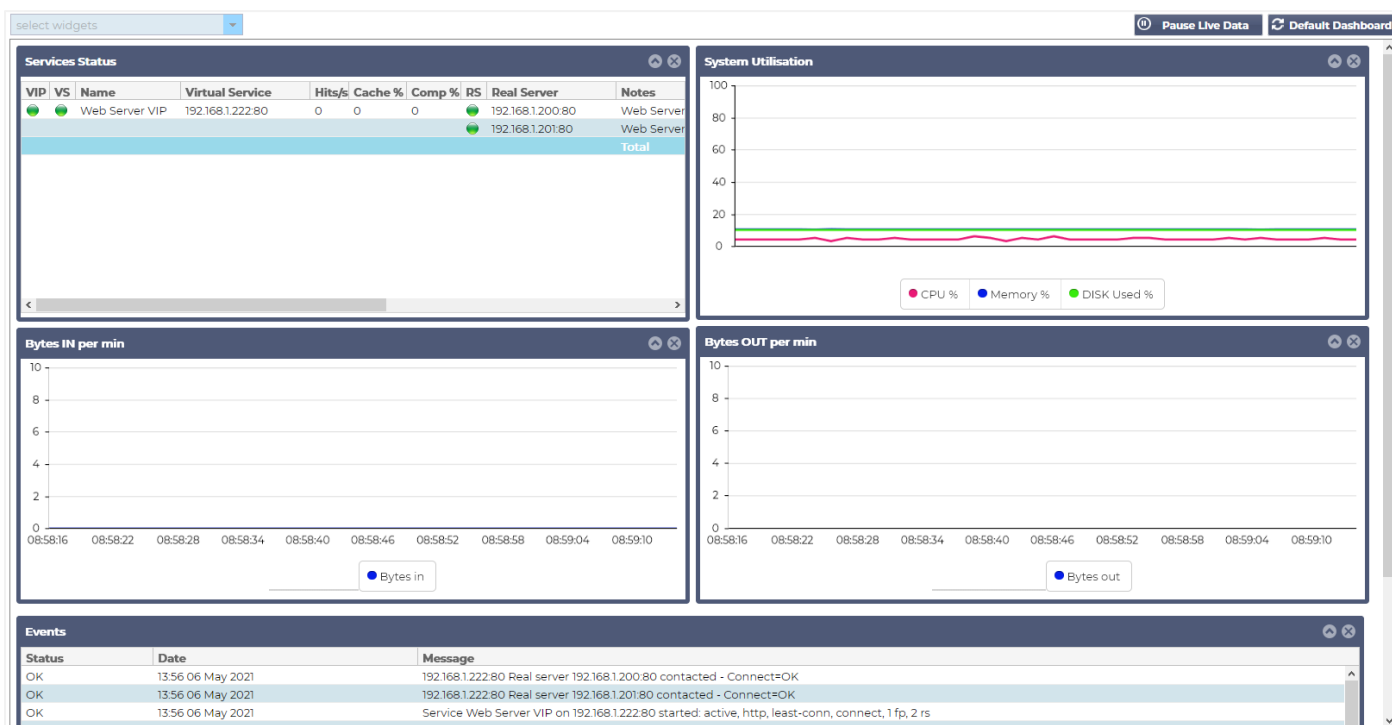 select widgets
Pause Live Data Default Dashboard
Services Status
VIP VS Name Virtual Service Hits/s Cache % Comp % RS Real Server Notes
Web Server VIP 192.168.1.222:80 0 0 0 192.168.1.200:80 Web Server
192.168.1.201:80 Web Server
Total
System Utilisation
100
80
60
40
20
0
CPU % Memory % DISK Used %
Bytes IN per min
10
8
6
4
2
0
08:58:16 08:58:22 08:58:28 08:58:34 08:58:40 08:58:46 08:58:52 08:58:58 08:59:04 08:59:10
Bytes in
Bytes OUT per min
10
8
6
4
2
0
08:58:16 08:58:22 08:58:28 08:58:34 08:58:40 08:58:46 08:58:52 08:58:58 08:59:04 08:59:10
Bytes out
Events
Status Date Message
OK 13:56 06 May 2021 192.168.1.222:80 Real server 192.168.1.200:80 contacted - Connect=OK
OK 13:56 06 May 2021 192.168.1.222:80 Real server 192.168.1.201:80 contacted - Connect=OK
OK 13:56 06 May 2021 Service Web Server VIP on 192.168.1.222:80 started: active, http, least-conn, connect, 1 fp, 2 rs